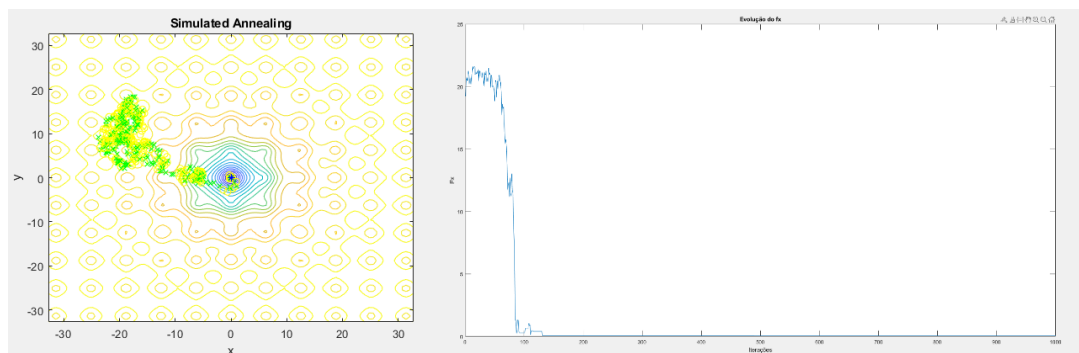 Simulated Annealing
30
20
10
0
-10
-20
-30
y
-30 -20 -10 0 10 20 30
x
Evolução do fx
25
20
15
10
5
0
Fx
0 100 200 300 400 500 600 700 800 900 1000
Iterações